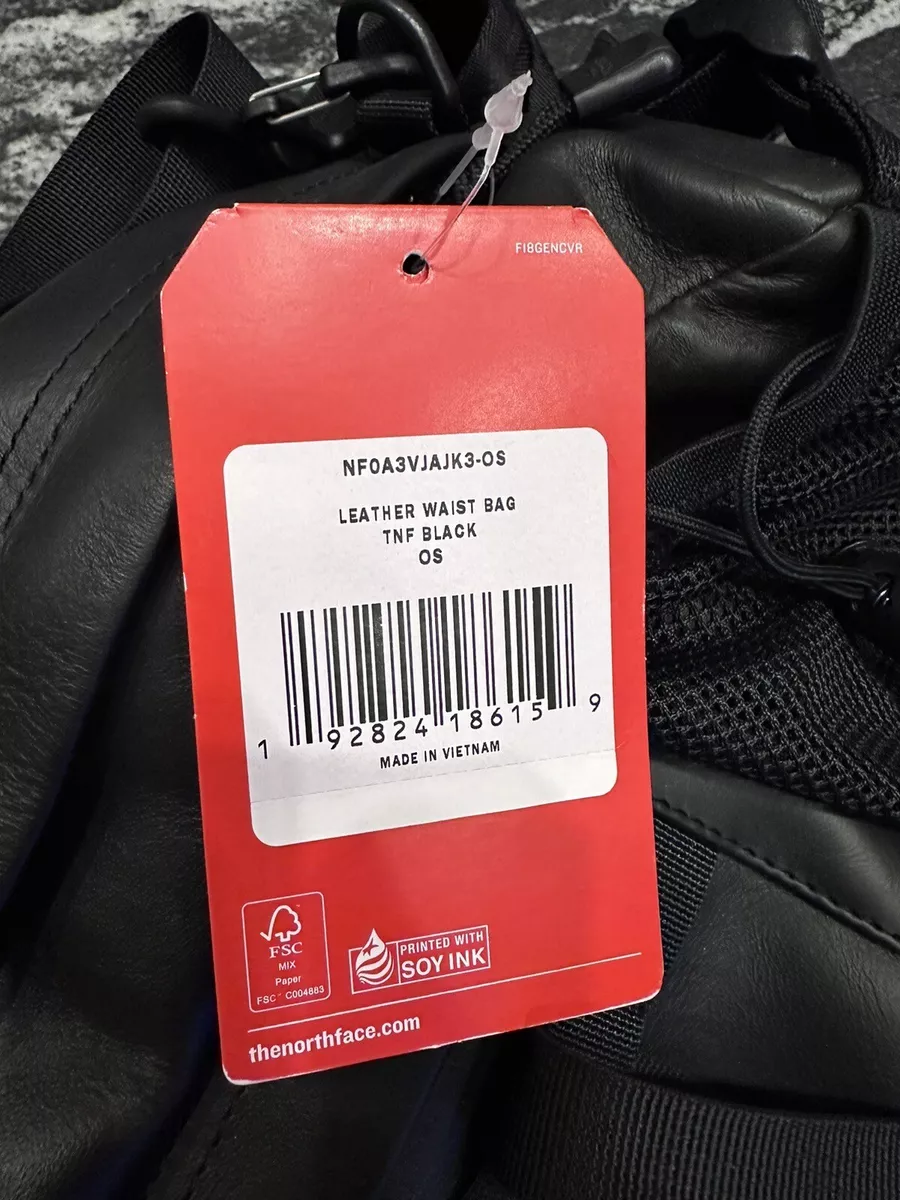 F18GENCVR
NF0A3VJAJK3-OS
LEATHER WAIST BAG
TNF BLACK
OS
1 92824 18615 9
MADE IN VIETNAM
FSC
MIX
Paper
FSC™ C004883
PRINTED WITH
SOY INK
thenorthface.com